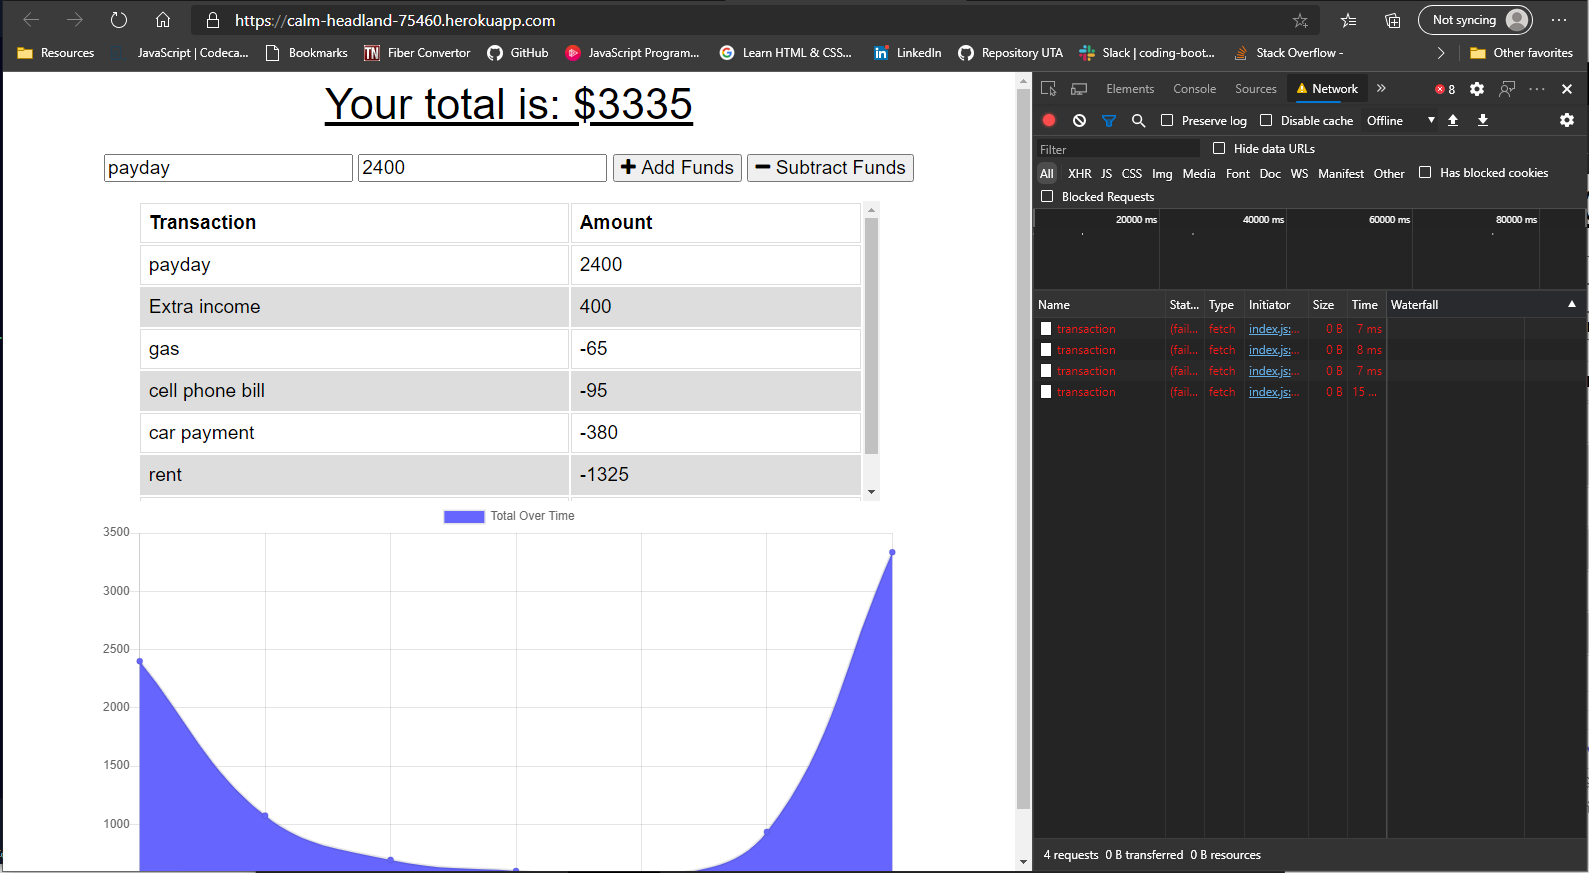 https://calm-headland-75460.herokuapp.com
Not syncing
Resources
JavaScript | Codeca...
Bookmarks
TN Fiber Convertor
GitHub
JavaScript Program...
G Learn HTML & CSS...
in LinkedIn
Repository UTA
Slack | coding-boot...
Stack Overflow -
Other favorites
Your total is: $3335
payday 2400 Add Funds Subtract Funds
Transaction Amount
payday 2400
Extra income 400
gas -65
cell phone bill -95
car payment -380
rent -1325
Total Over Time
3500
3000
2500
2000
1500
1000
Elements Console Sources Network 8
Preserve log Disable cache Offline
Filter Hide data URLs
All XHR JS CSS Img Media Font Doc WS Manifest Other Has blocked cookies
Blocked Requests
20000 ms 40000 ms 60000 ms 80000 ms
Name Stat... Type Initiator Size Time Waterfall
transaction (fail... fetch index.js:... 0 B 7 ms
transaction (fail... fetch index.js:... 0 B 8 ms
transaction (fail... fetch index.js:... 0 B 7 ms
transaction (fail... fetch index.js:... 0 B 15 ...
4 requests 0 B transferred 0 B resources